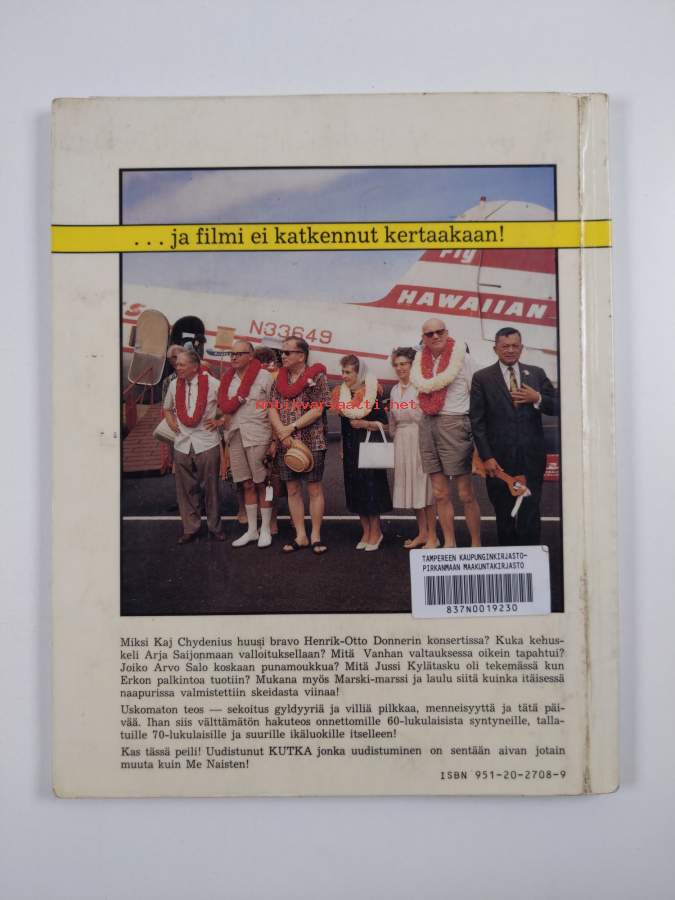 . . . ja filmi ei katkennut kertaakaan!
Fly
HAWAIIAN
N33649
antikvariaatti.net
TAMPEREEN KAUPUNGINKIRJASTO-
PIRKANMAAN MAAKUNTAKIRJASTO
837N0019230
Miksi Kaj Chydenius huusi bravo Henrik-Otto Donnerin konsertissa? Kuka kehus-
keli Arja Saijonmaan valloituksellaan? Mitä Vanhan valtauksessa oikein tapahtui?
Joiko Arvo Salo koskaan punamoukkua? Mitä Jussi Kylätasku oli tekemässä kun
Erkon palkintoa tuotiin? Mukana myös Marski-marssi ja laulu siitä kuinka itäisessä
naapurissa valmistettiin skeidasta viinaa!
Uskomaton teos — sekoitus gyldyyriä ja villiä pilkkaa, menneisyyttä ja tätä päi-
vää. Ihan siis välttämätön hakuteos onnettomille 60-lukulaisista syntyneille, talla-
tuille 70-lukulaisille ja suurille ikäluokille itselleen!
Kas tässä peili! Uudistunut KUTKA jonka uudistuminen on sentään aivan jotain
muuta kuin Me Naisten!
ISBN 951-20-2708-9